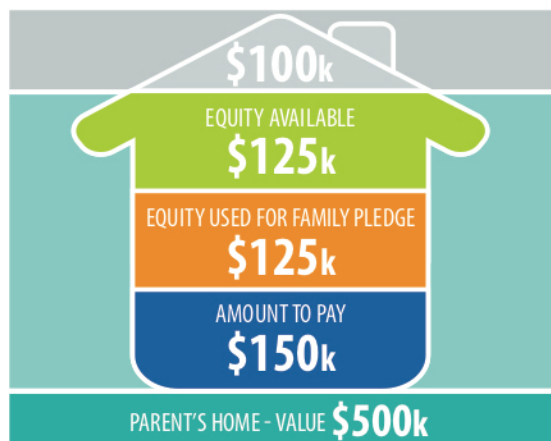 $100k
EQUITY AVAILABLE
$125k
EQUITY USED FOR FAMILY PLEDGE
$125k
AMOUNT TO PAY
$150k
PARENT'S HOME - VALUE $500k